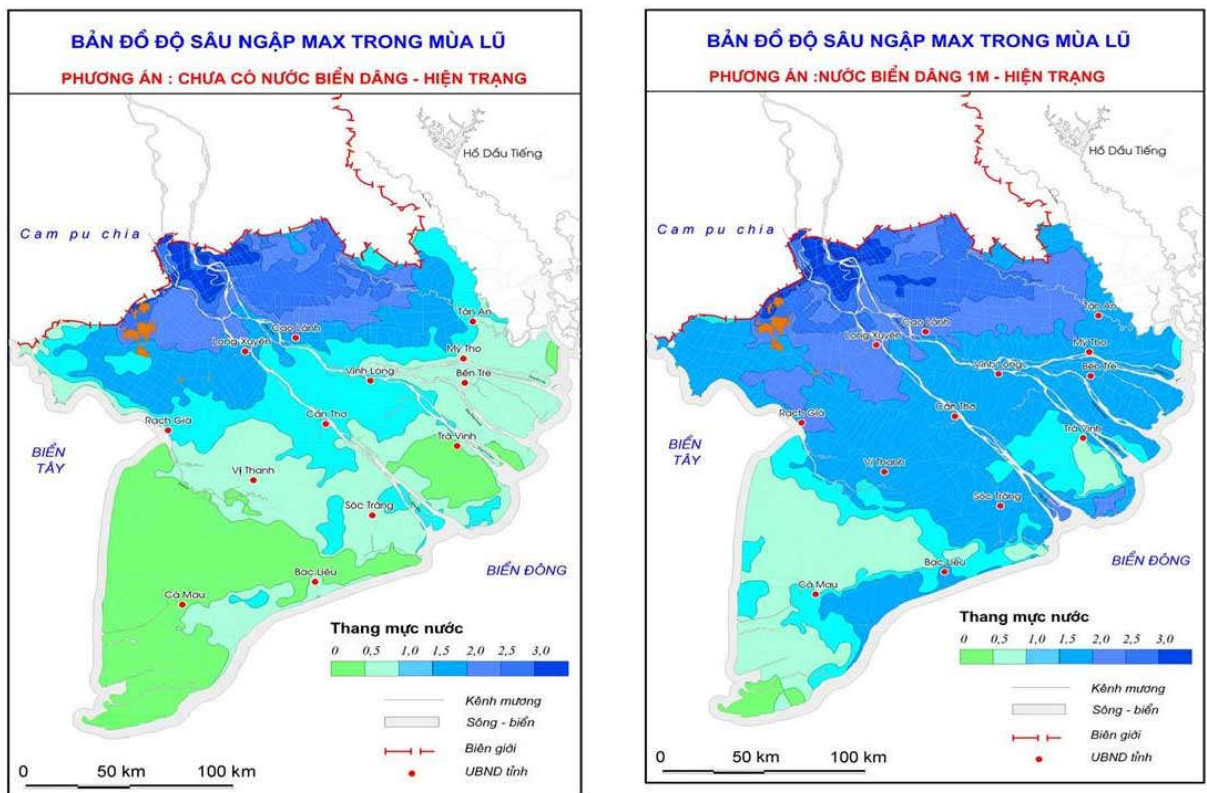 BẢN ĐỒ ĐỘ SÂU NGẬP MAX TRONG MÙA LŨ
PHƯƠNG ÁN : CHƯA CÓ NƯỚC BIỂN DÂNG - HIỆN TRẠNG
Hồ Dầu Tiếng
Cam pu chia
Tân An
Cao Lãnh
Long Xuyên
Mỹ Tho
Vĩnh Long
Bến Tre
Rạch Giá
Cần Thơ
Trà Vinh
BIỂN
TÂY
Vị Thanh
Sóc Trăng
BIỂN ĐÔNG
Bạc Liêu
Cà Mau
Thang mực nước
0 0,5 1,0 1,5 2,0 2,5 3,0
Kênh mương
Sông - biển
Biên giới
UBND tỉnh
0 50 km 100 km
BẢN ĐỒ ĐỘ SÂU NGẬP MAX TRONG MÙA LŨ
PHƯƠNG ÁN :NƯỚC BIỂN DÂNG 1M - HIỆN TRẠNG
Hồ Dầu Tiếng
Cam pu chia
Tân An
Cao Lãnh
Long Xuyên
Mỹ Tho
Vĩnh Long
Bến Tre
Rạch Giá
Cần Thơ
Trà Vinh
BIỂN
TÂY
Vị Thanh
Sóc Trăng
BIỂN ĐÔNG
Bạc Liêu
Cà Mau
Thang mực nước
0 0,5 1,0 1,5 2,0 2,5 3,0
Kênh mương
Sông - biển
Biên giới
UBND tỉnh
0 50 km 100 km